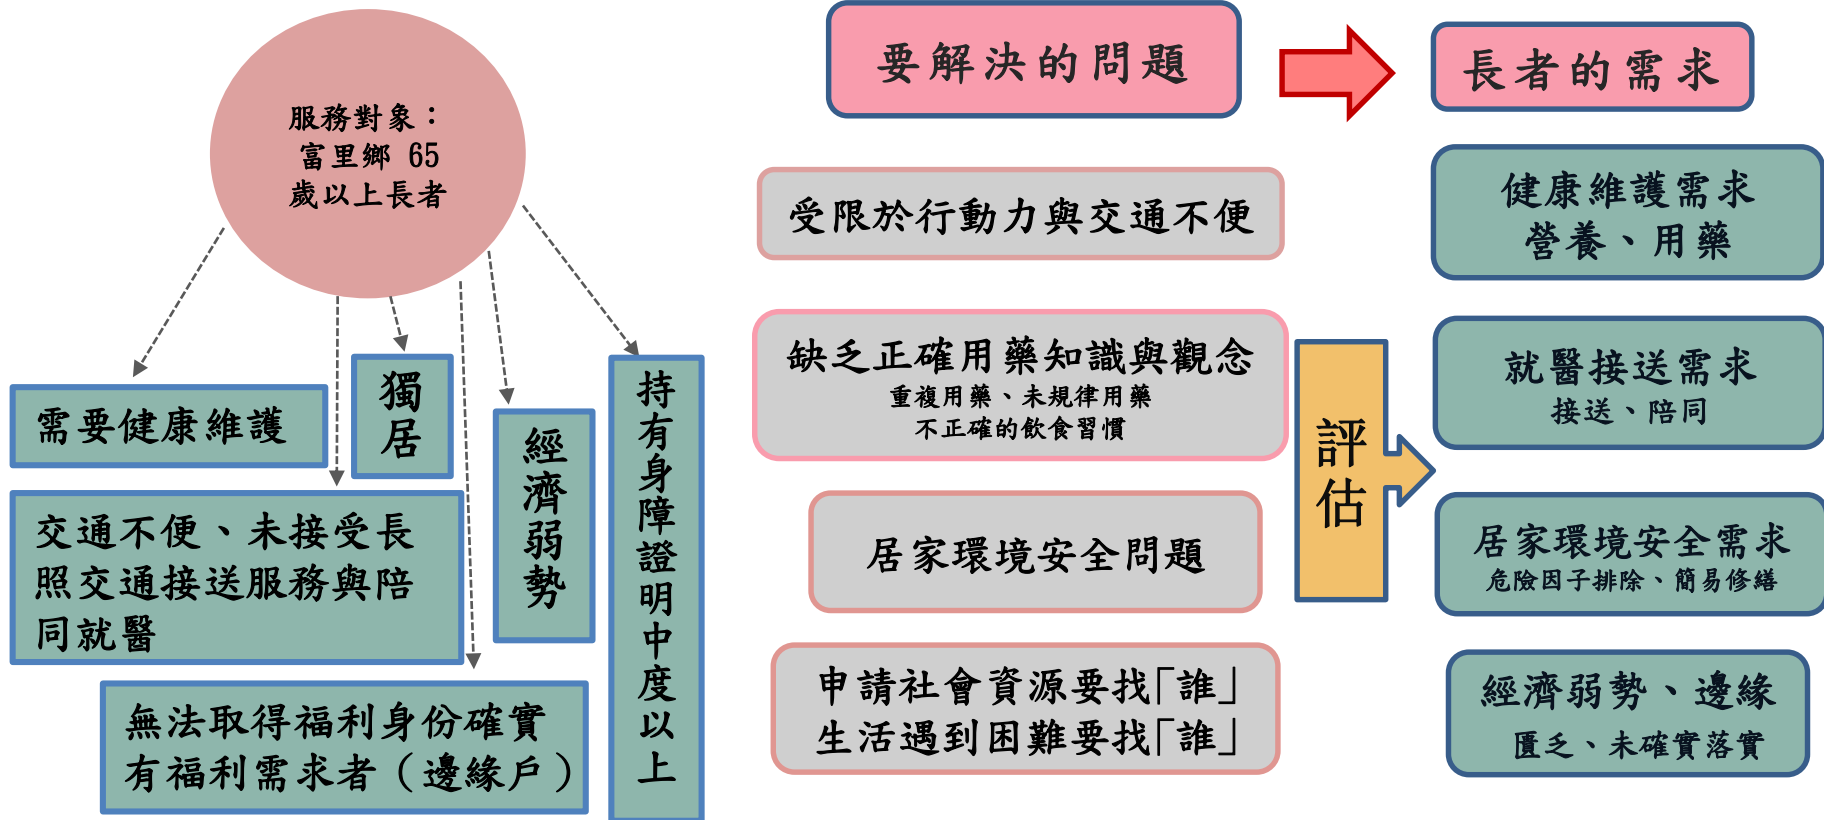 服務對象：
富里鄉 65
歲以上長者
需要健康維護
獨居
經濟弱勢
持有身障證明中度以上
交通不便、未接受長
照交通接送服務與陪
同就醫
無法取得福利身份確實
有福利需求者（邊緣戶）
要解決的問題
長者的需求
受限於行動力與交通不便
缺乏正確用藥知識與觀念
重複用藥、未規律用藥
不正確的飲食習慣
居家環境安全問題
申請社會資源要找「誰」
生活遇到困難要找「誰」
評估
健康維護需求
營養、用藥
就醫接送需求
接送、陪同
居家環境安全需求
危險因子排除、簡易修繕
經濟弱勢、邊緣
匱乏、未確實落實